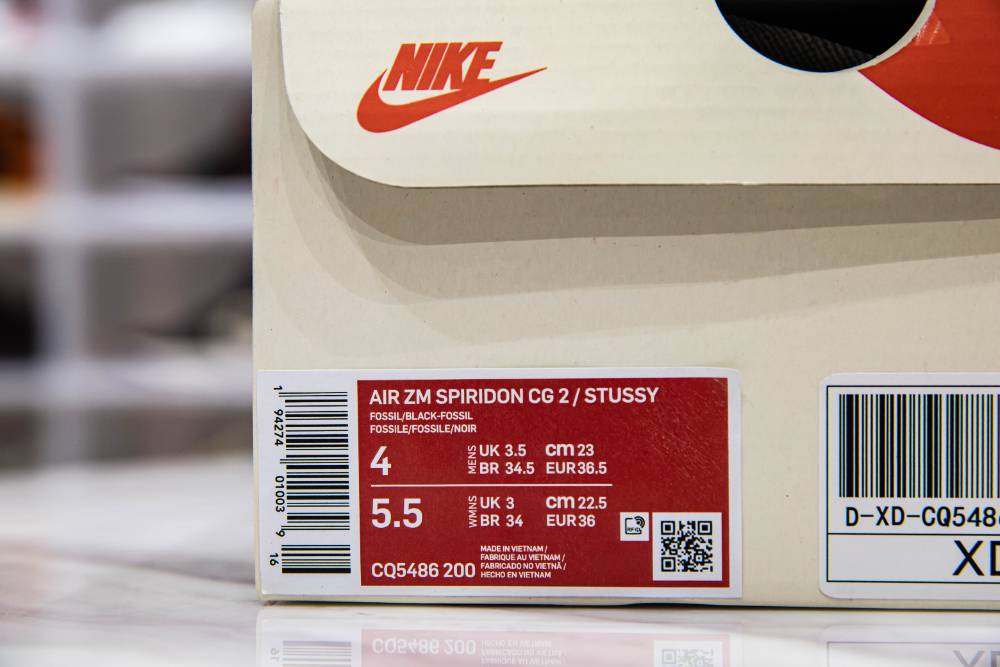 NIKE
AIR ZM SPIRIDON CG 2 / STUSSY
FOSSIL/BLACK-FOSSIL
FOSSILE/FOSSILE/NOIR
4 MENS UK 3.5 cm 23
BR 34.5 EUR 36.5
5.5 WMNS UK 3 cm 22.5
BR 34 EUR 36
RFID
MADE IN VIETNAM /
FABRIQUE AU VIETNAM /
FABRICADO NO VIETNÃ /
CQ5486 200 HECHO EN VIETNAM
1 94274 01003 9 16
D-XD-CQ548
XD